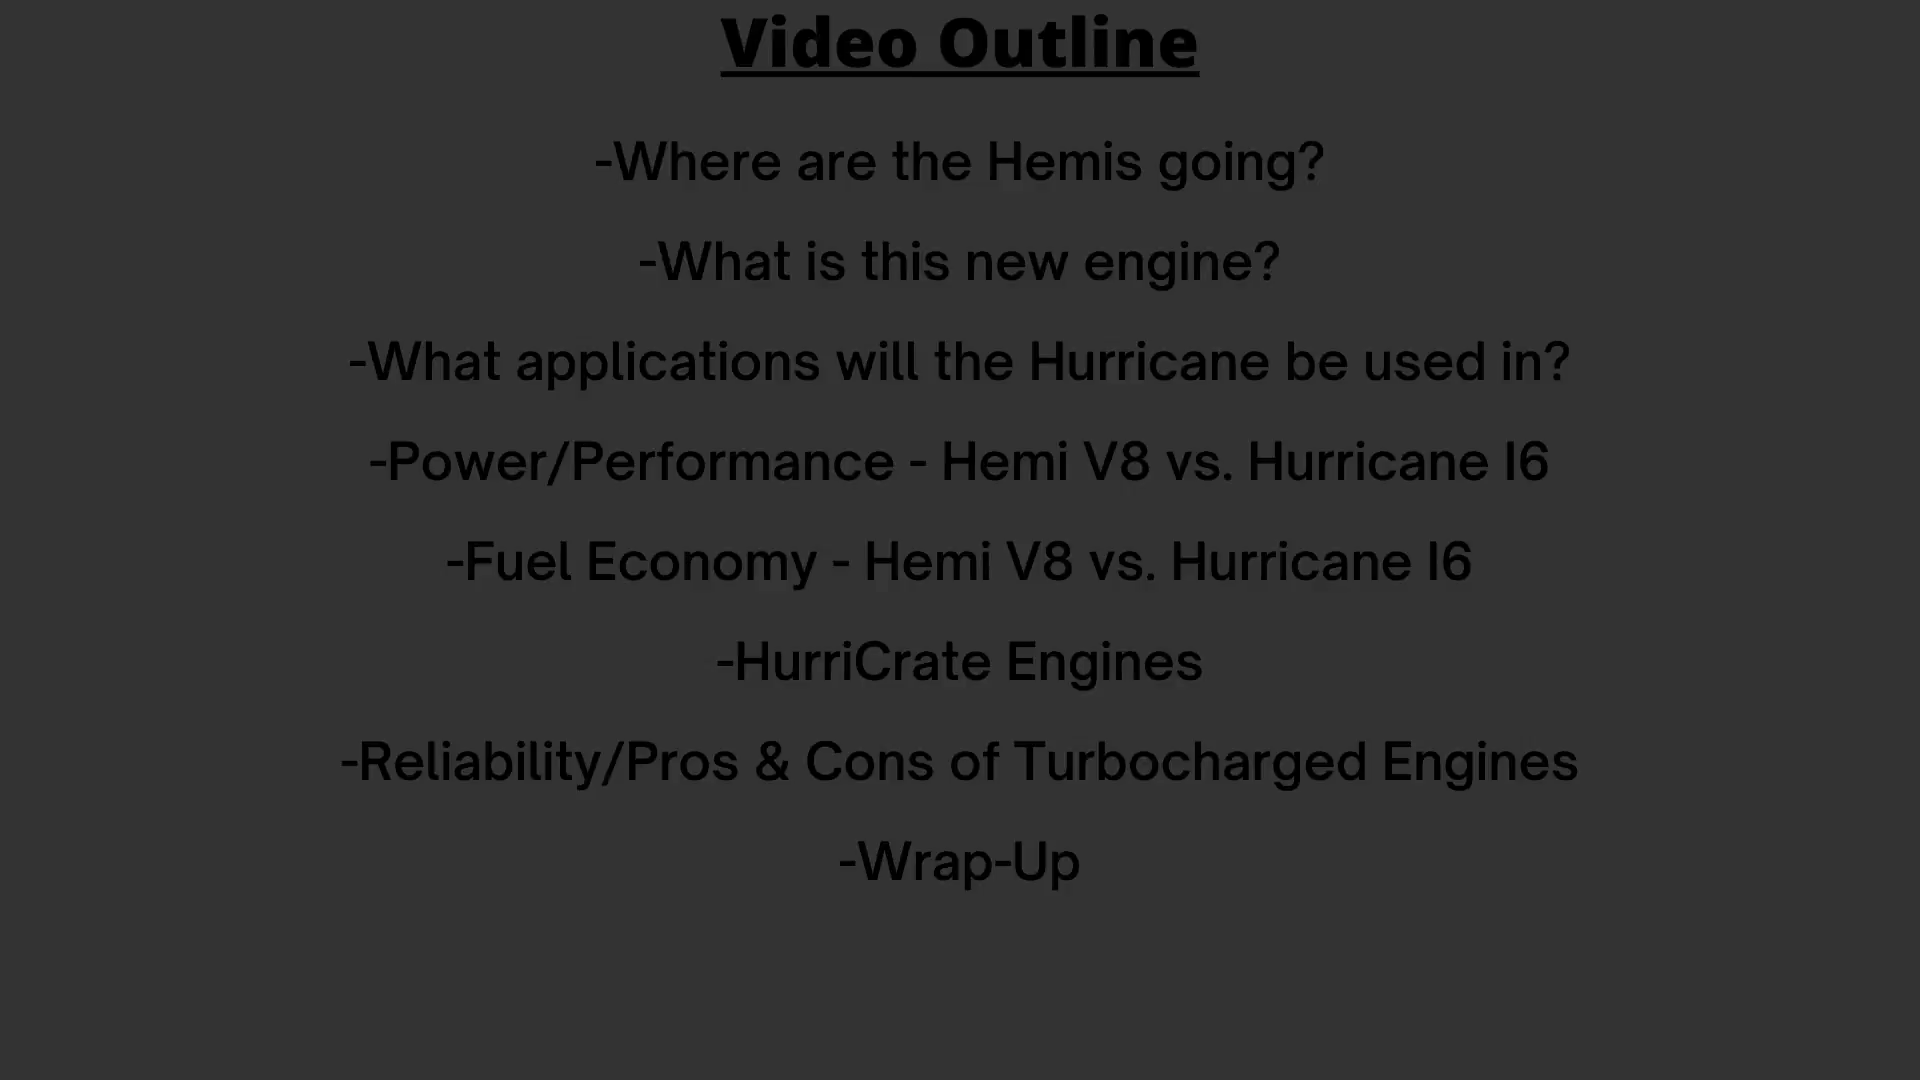 Video Outline
-Where are the Hemis going?
-What is this new engine?
-What applications will the Hurricane be used in?
-Power/Performance - Hemi V8 vs. Hurricane I6
-Fuel Economy - Hemi V8 vs. Hurricane I6
-HurriCrate Engines
-Reliability/Pros & Cons of Turbocharged Engines
-Wrap-Up